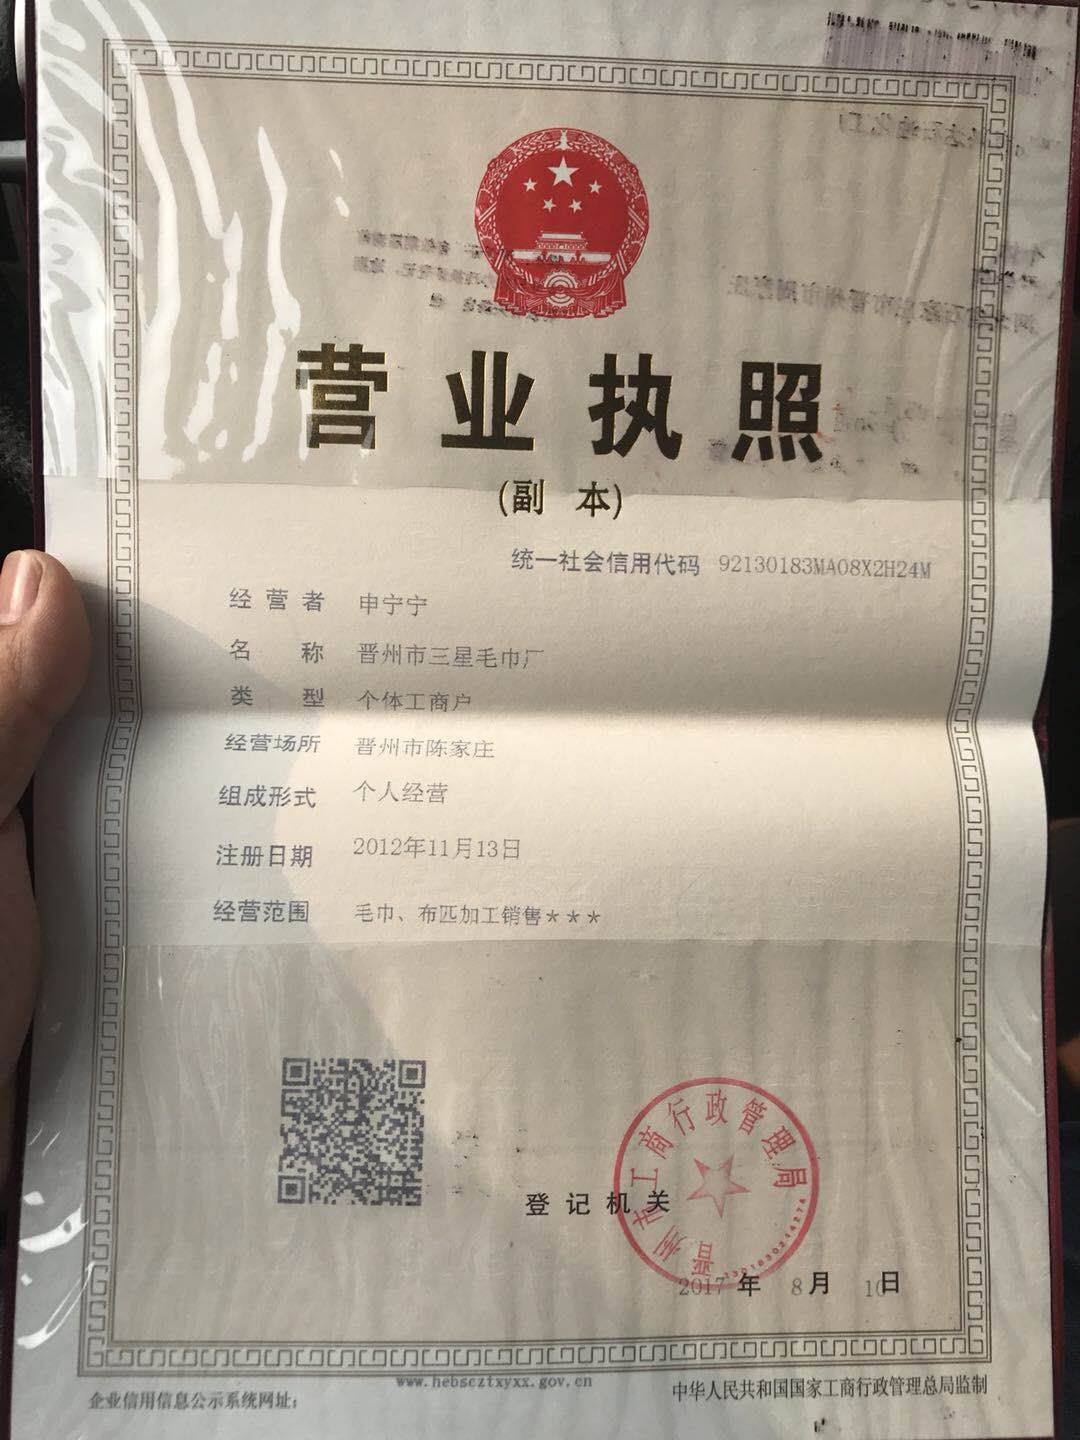 营业执照
(副 本)
统一社会信用代码 92130183MA08X2H24M
经营者 申宁宁
名称 晋州市三星毛巾厂
类型 个体工商户
经营场所 晋州市陈家庄
组成形式 个人经营
注册日期 2012年11月13日
经营范围 毛巾、布匹加工销售***
登记机关
晋州市工商行政管理局
2017年 8月 10日
企业信用信息公示系统网址:
www.hebscztxyxx.gov.cn
中华人民共和国国家工商行政管理总局监制